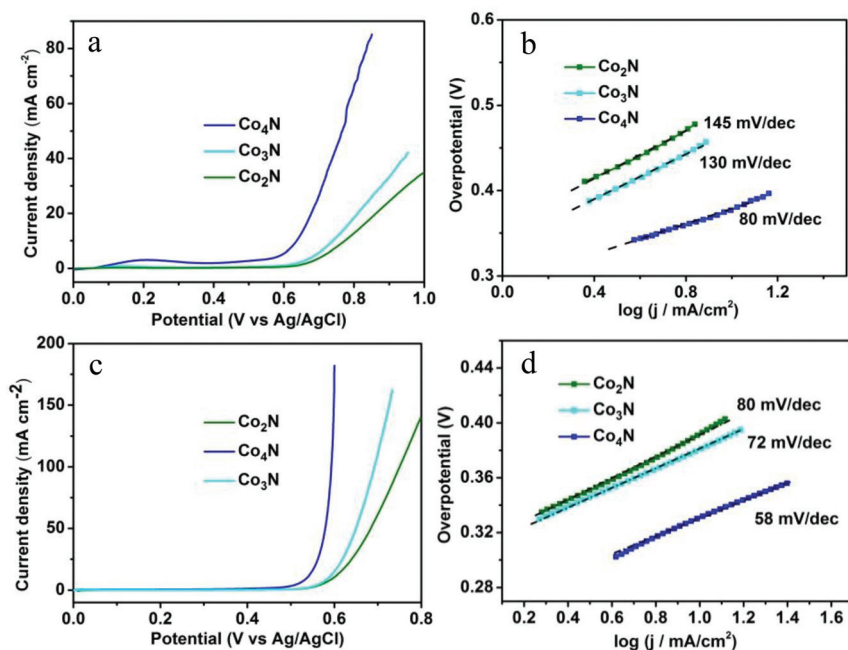 a
Current density (mA cm⁻²)
80
60
40
20
0
Co₄N
Co₃N
Co₂N
0.0 0.2 0.4 0.6 0.8 1.0
Potential (V vs Ag/AgCl)
b
Overpotential (V)
0.6
0.5
0.4
0.3
Co₂N
Co₃N
Co₄N
145 mV/dec
130 mV/dec
80 mV/dec
0.0 0.4 0.8 1.2
log (j / mA/cm²)
c
Current density (mA cm⁻²)
200
150
100
50
0
Co₂N
Co₄N
Co₃N
0.0 0.2 0.4 0.6 0.8
Potential (V vs Ag/AgCl)
d
Overpotential (V)
0.44
0.40
0.36
0.32
0.28
Co₂N
Co₃N
Co₄N
80 mV/dec
72 mV/dec
58 mV/dec
0.2 0.4 0.6 0.8 1.0 1.2 1.4 1.6
log (j / mA/cm²)